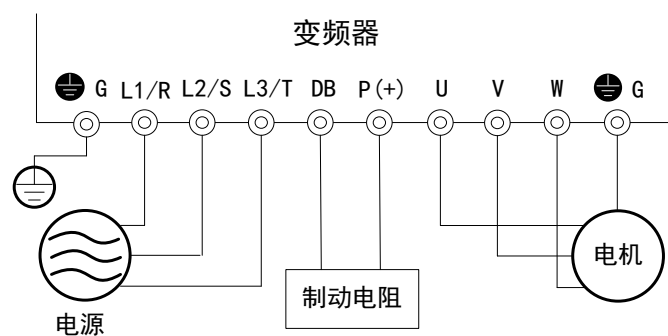 变频器
G L1/R L2/S L3/T DB P(+) U V W G
电机
制动电阻
电源